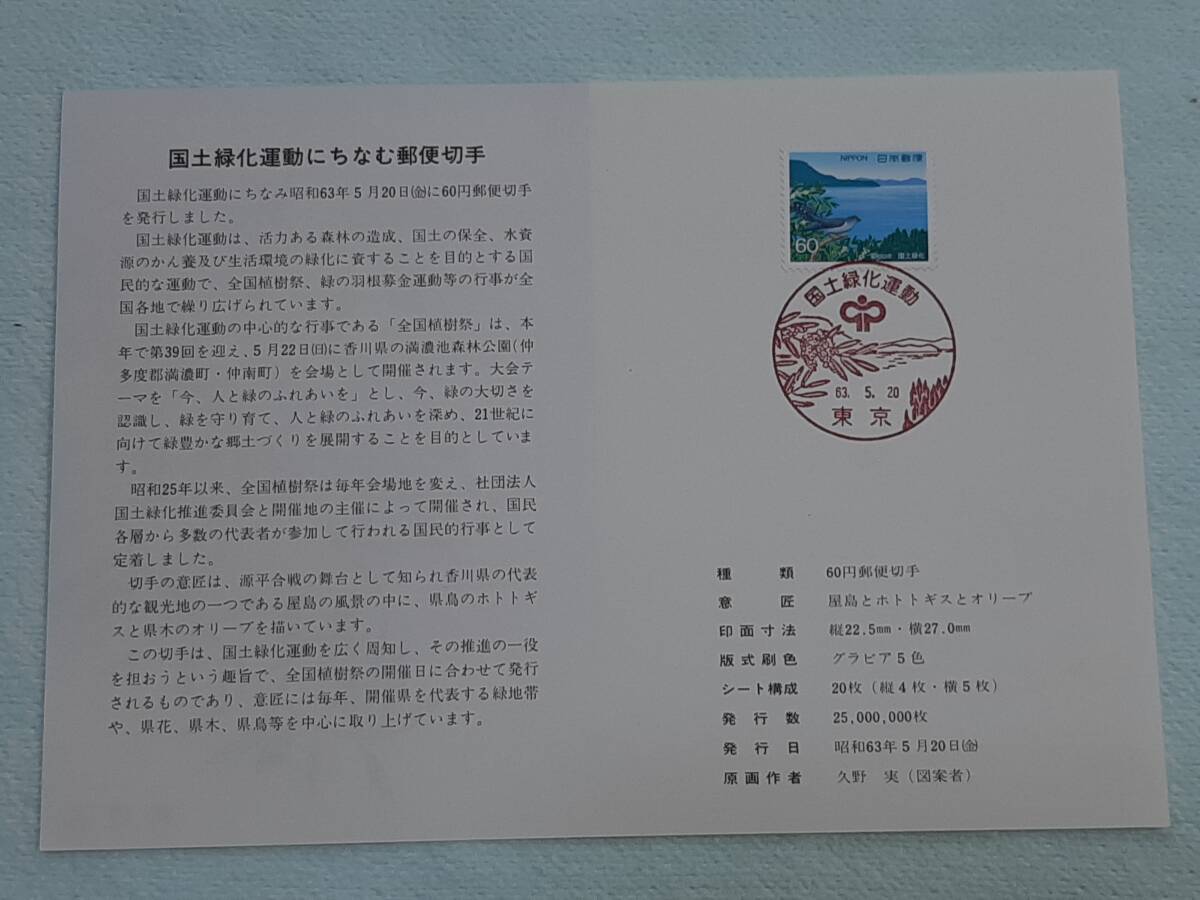 国土緑化運動にちなむ郵便切手
国土緑化運動にちなみ昭和63年5月20日㈮に60円郵便切手
を発行しました。
国土緑化運動は、活力ある森林の造成、国土の保全、水資
源のかん養及び生活環境の緑化に資することを目的とする国
民的な運動で、全国植樹祭、緑の羽根募金運動等の行事が全
国各地で繰り広げられています。
国土緑化運動の中心的な行事である「全国植樹祭」は、本
年で第39回を迎え、5月22日㈰に香川県の満濃池森林公園(仲
多度郡満濃町・仲南町)を会場として開催されます。大会テ
ーマを「今、人と緑のふれあいを」とし、今、緑の大切さを
認識し、緑を守り育て、人と緑のふれあいを深め、21世紀に
向けて緑豊かな郷土づくりを展開することを目的としていま
す。
昭和25年以来、全国植樹祭は毎年会場地を変え、社団法人
国土緑化推進委員会と開催地の主催によって開催され、国民
各層から多数の代表者が参加して行われる国民的行事として
定着しました。
切手の意匠は、源平合戦の舞台として知られ香川県の代表
的な観光地の一つである屋島の風景の中に、県鳥のホトトギ
スと県木のオリーブを描いています。
この切手は、国土緑化運動を広く周知し、その推進の一役
を担おうという趣旨で、全国植樹祭の開催日に合わせて発行
されるものであり、意匠には毎年、開催県を代表する緑地帯
や、県花、県木、県鳥等を中心に取り上げています。
NIPPON 日本郵便
60
国土緑化
国土緑化運動
63. 5. 20
東京
種類 60円郵便切手
意匠 屋島とホトトギスとオリーブ
印面寸法 縦22.5mm・横27.0mm
版式刷色 グラビア5色
シート構成 20枚(縦4枚・横5枚)
発行数 25,000,000枚
発行日 昭和63年5月20日㈮
原画作者 久野 実(図案者)